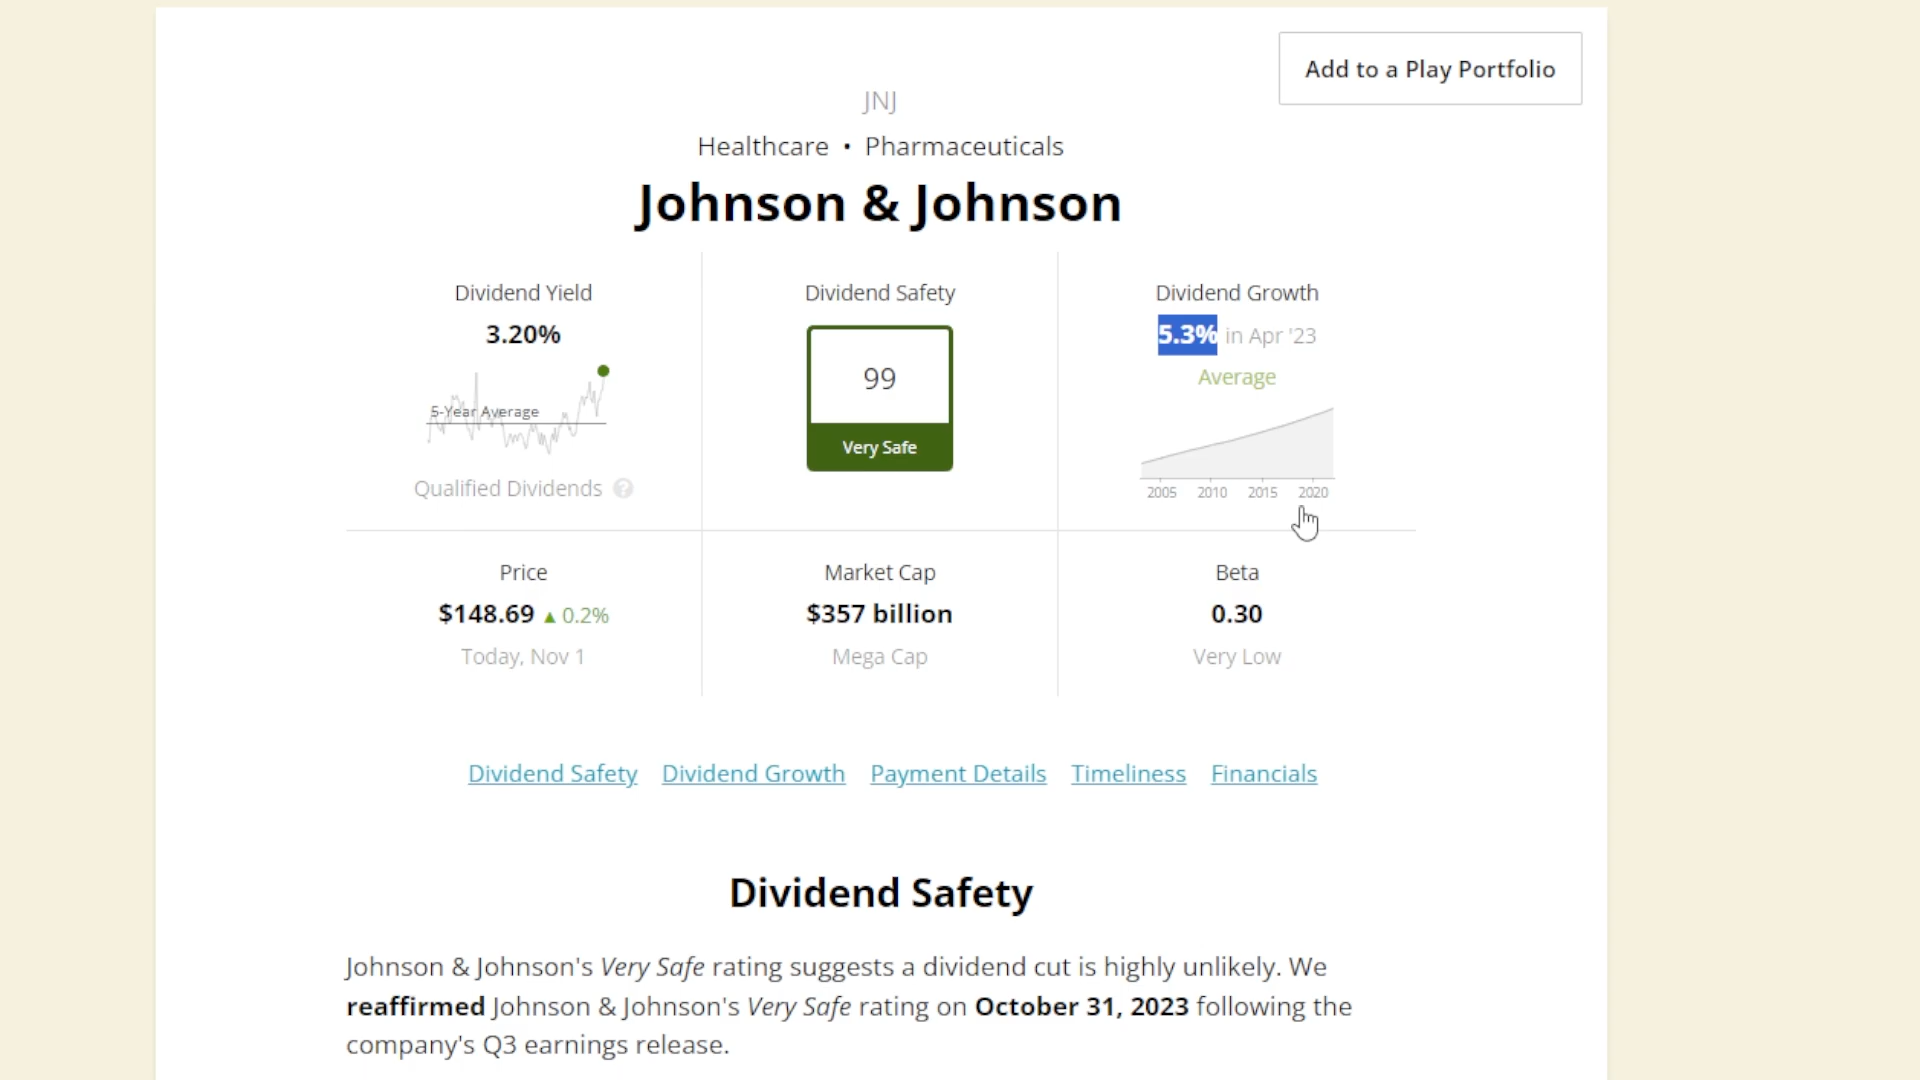 Add to a Play Portfolio
JNJ
Healthcare • Pharmaceuticals
Johnson & Johnson
Dividend Yield
3.20%
5-Year Average
Qualified Dividends ?
Dividend Safety
99
Very Safe
Dividend Growth
5.3% in Apr '23
Average
2005 2010 2015 2020
Price
$148.69 ▲ 0.2%
Today, Nov 1
Market Cap
$357 billion
Mega Cap
Beta
0.30
Very Low
Dividend Safety Dividend Growth Payment Details Timeliness Financials
Dividend Safety
Johnson & Johnson's Very Safe rating suggests a dividend cut is highly unlikely. We
reaffirmed Johnson & Johnson's Very Safe rating on October 31, 2023 following the
company's Q3 earnings release.